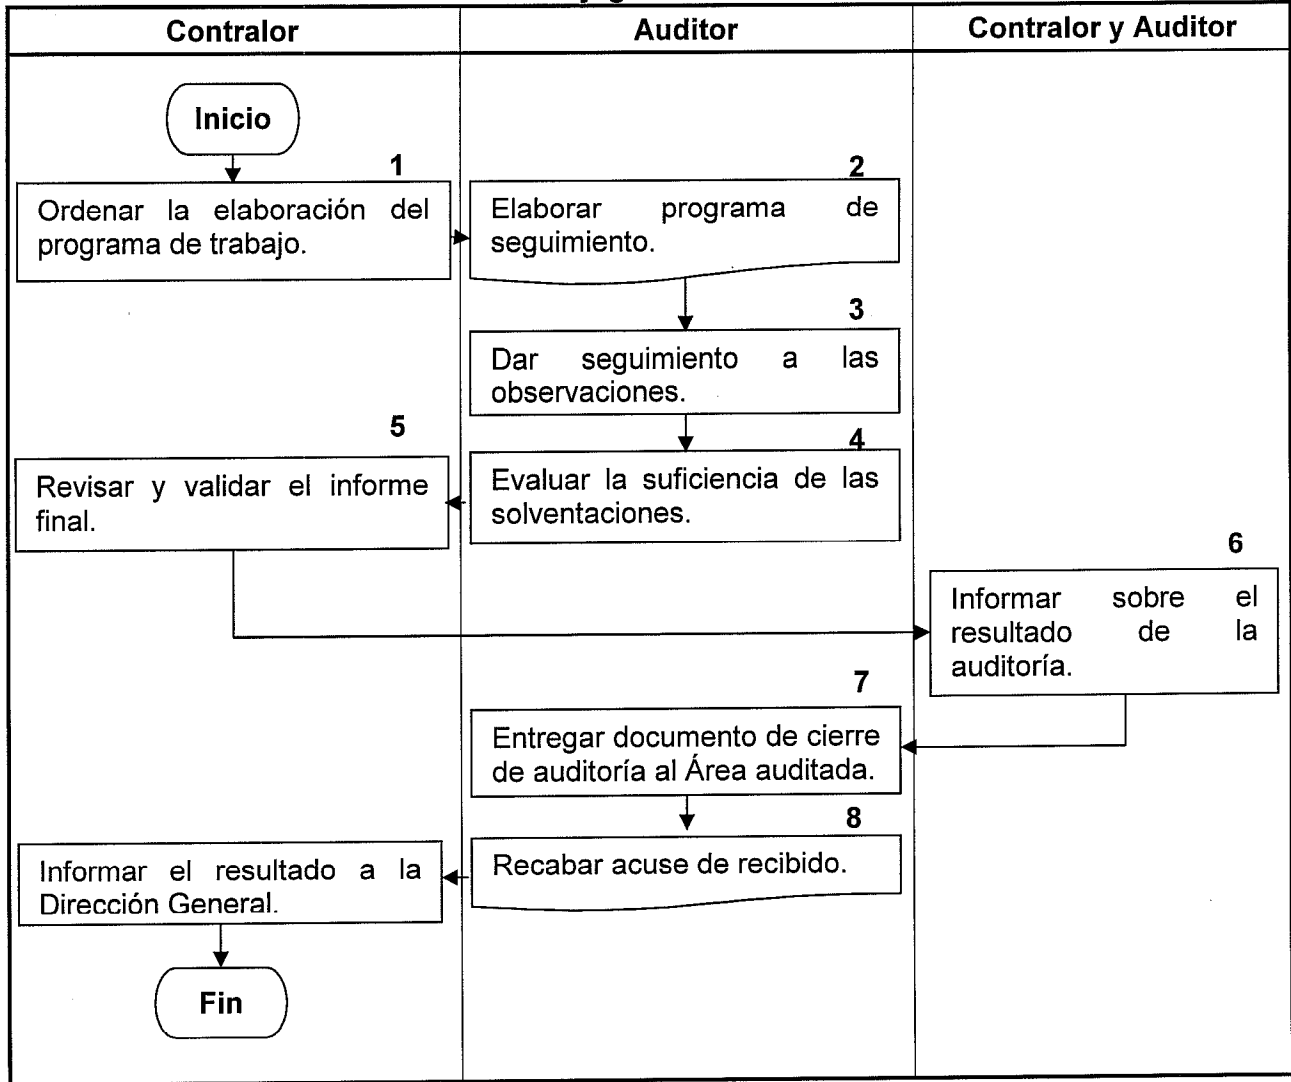 Contralor
Auditor
Contralor y Auditor
Inicio
1
Ordenar la elaboración del
programa de trabajo.
2
Elaborar programa de
seguimiento.
3
Dar seguimiento a las
observaciones.
4
Evaluar la suficiencia de las
solventaciones.
5
Revisar y validar el informe
final.
6
Informar sobre el
resultado de la
auditoría.
7
Entregar documento de cierre
de auditoría al Área auditada.
8
Recabar acuse de recibido.
Informar el resultado a la
Dirección General.
Fin